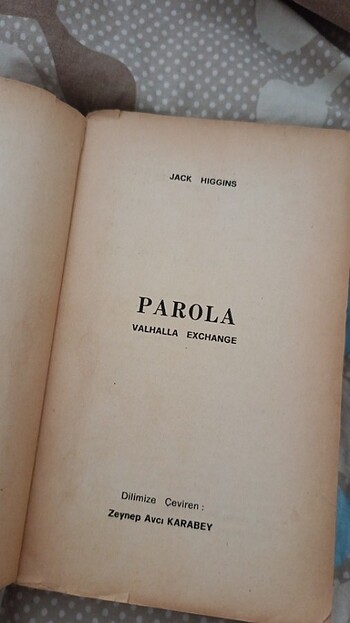 JACK HIGGINS
PAROLA
VALHALLA EXCHANGE
Dilimize Çeviren :
Zeynep Avcı KARABEY